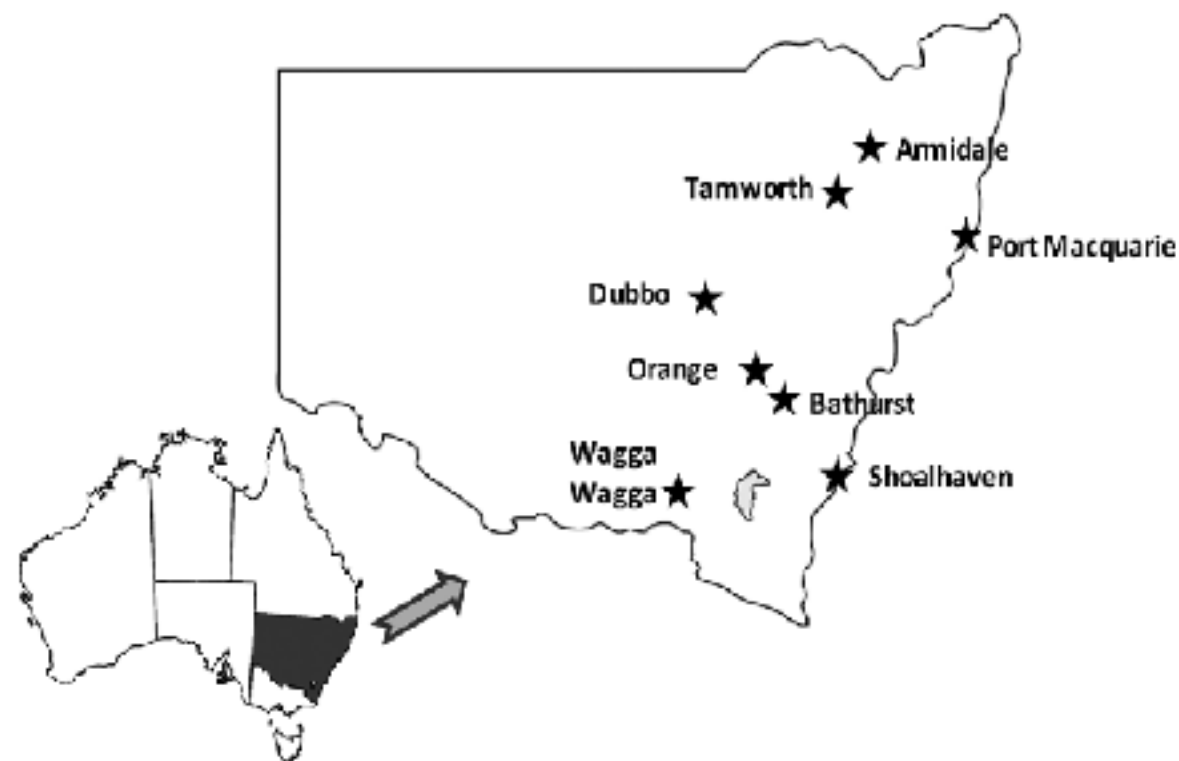 Armidale
Tamworth
Port Macquarie
Dubbo
Orange
Bathurst
Wagga
Wagga
Shoalhaven